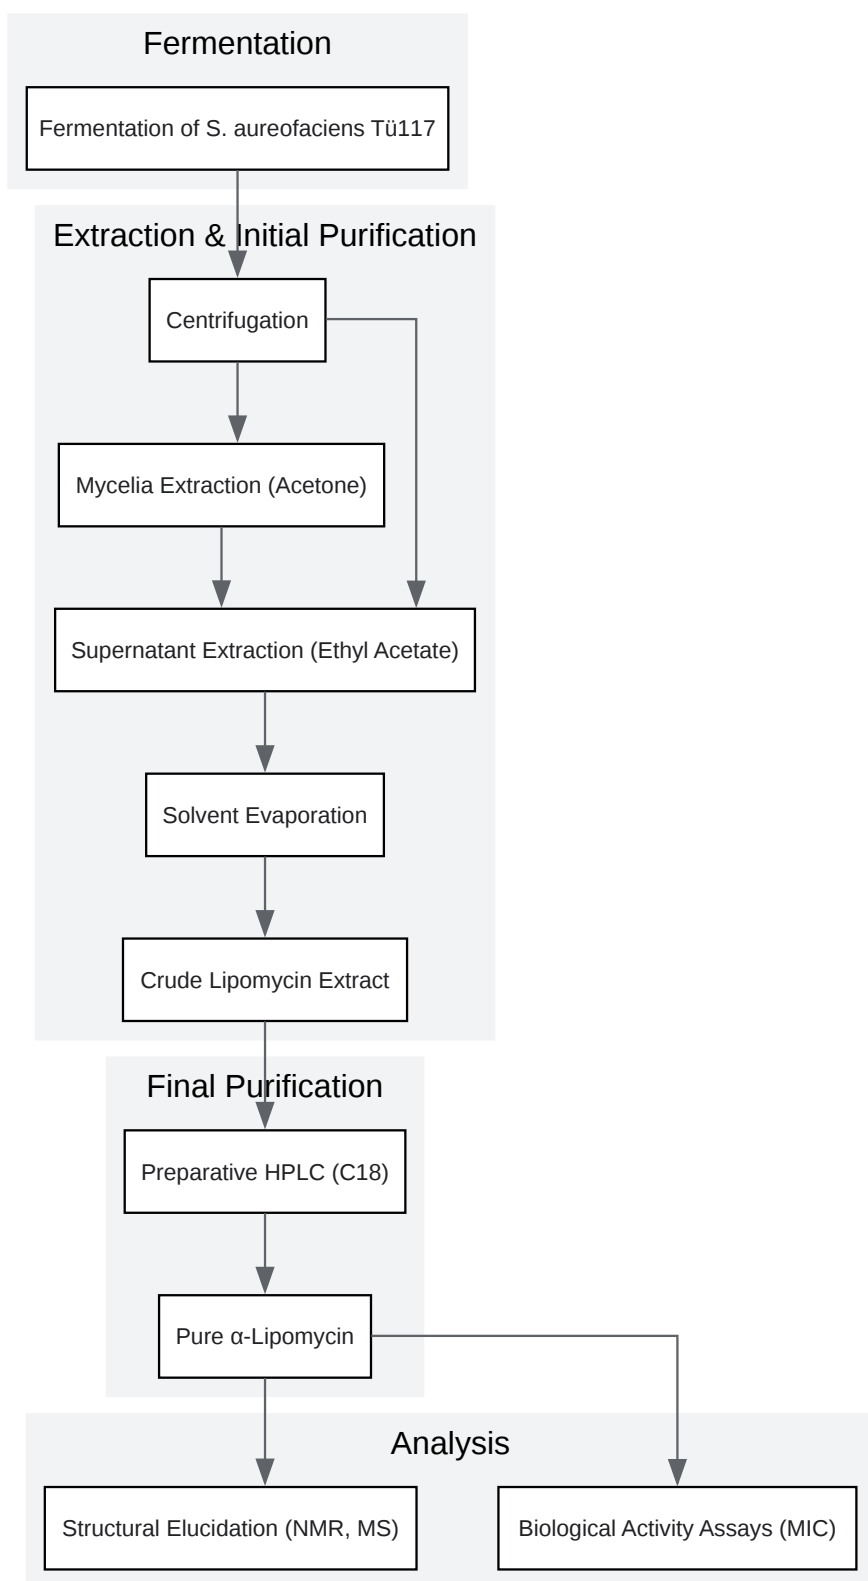 Fermentation
Fermentation of S. aureofaciens Tü117
Extraction & Initial Purification
Centrifugation
Mycelia Extraction (Acetone)
Supernatant Extraction (Ethyl Acetate)
Solvent Evaporation
Crude Lipomycin Extract
Final Purification
Preparative HPLC (C18)
Pure α-Lipomycin
Analysis
Structural Elucidation (NMR, MS)
Biological Activity Assays (MIC)